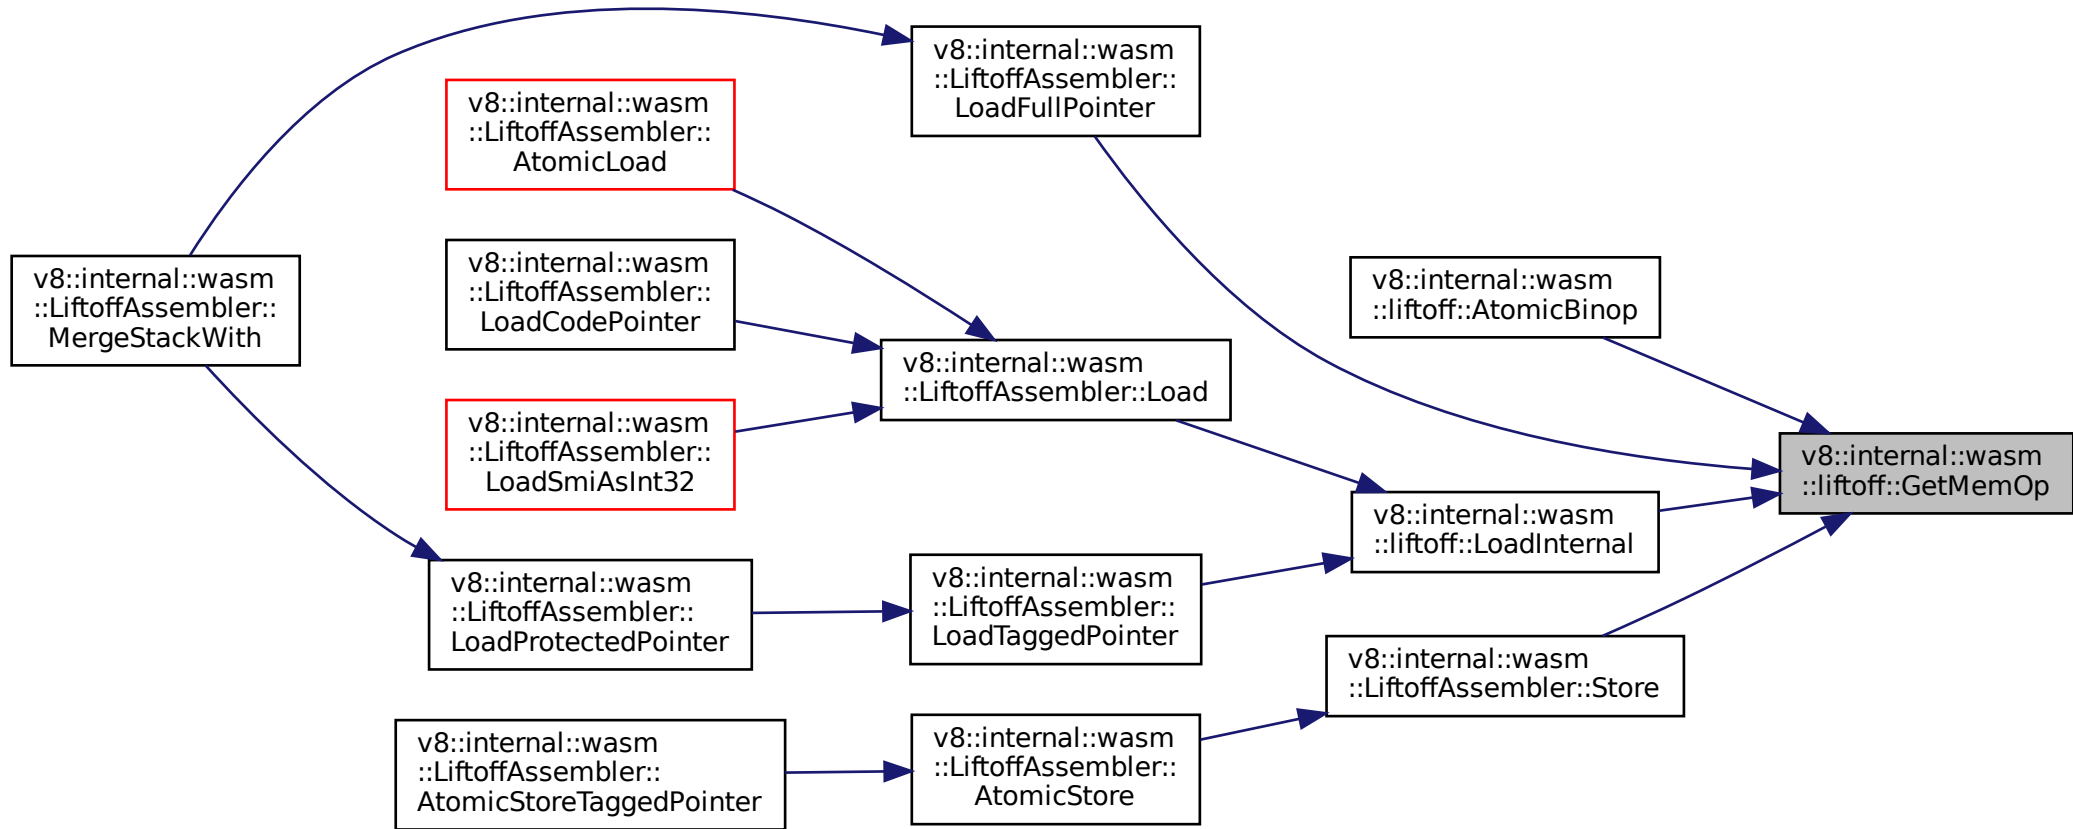 v8::internal::wasm
::LiftoffAssembler::
LoadFullPointer
v8::internal::wasm
::LiftoffAssembler::
AtomicLoad
v8::internal::wasm
::LiftoffAssembler::
LoadCodePointer
v8::internal::wasm
::LiftoffAssembler::
MergeStackWith
v8::internal::wasm
::liftoff::AtomicBinop
v8::internal::wasm
::LiftoffAssembler::Load
v8::internal::wasm
::LiftoffAssembler::
LoadSmiAsInt32
v8::internal::wasm
::liftoff::GetMemOp
v8::internal::wasm
::liftoff::LoadInternal
v8::internal::wasm
::LiftoffAssembler::
LoadProtectedPointer
v8::internal::wasm
::LiftoffAssembler::
LoadTaggedPointer
v8::internal::wasm
::LiftoffAssembler::Store
v8::internal::wasm
::LiftoffAssembler::
AtomicStoreTaggedPointer
v8::internal::wasm
::LiftoffAssembler::
AtomicStore